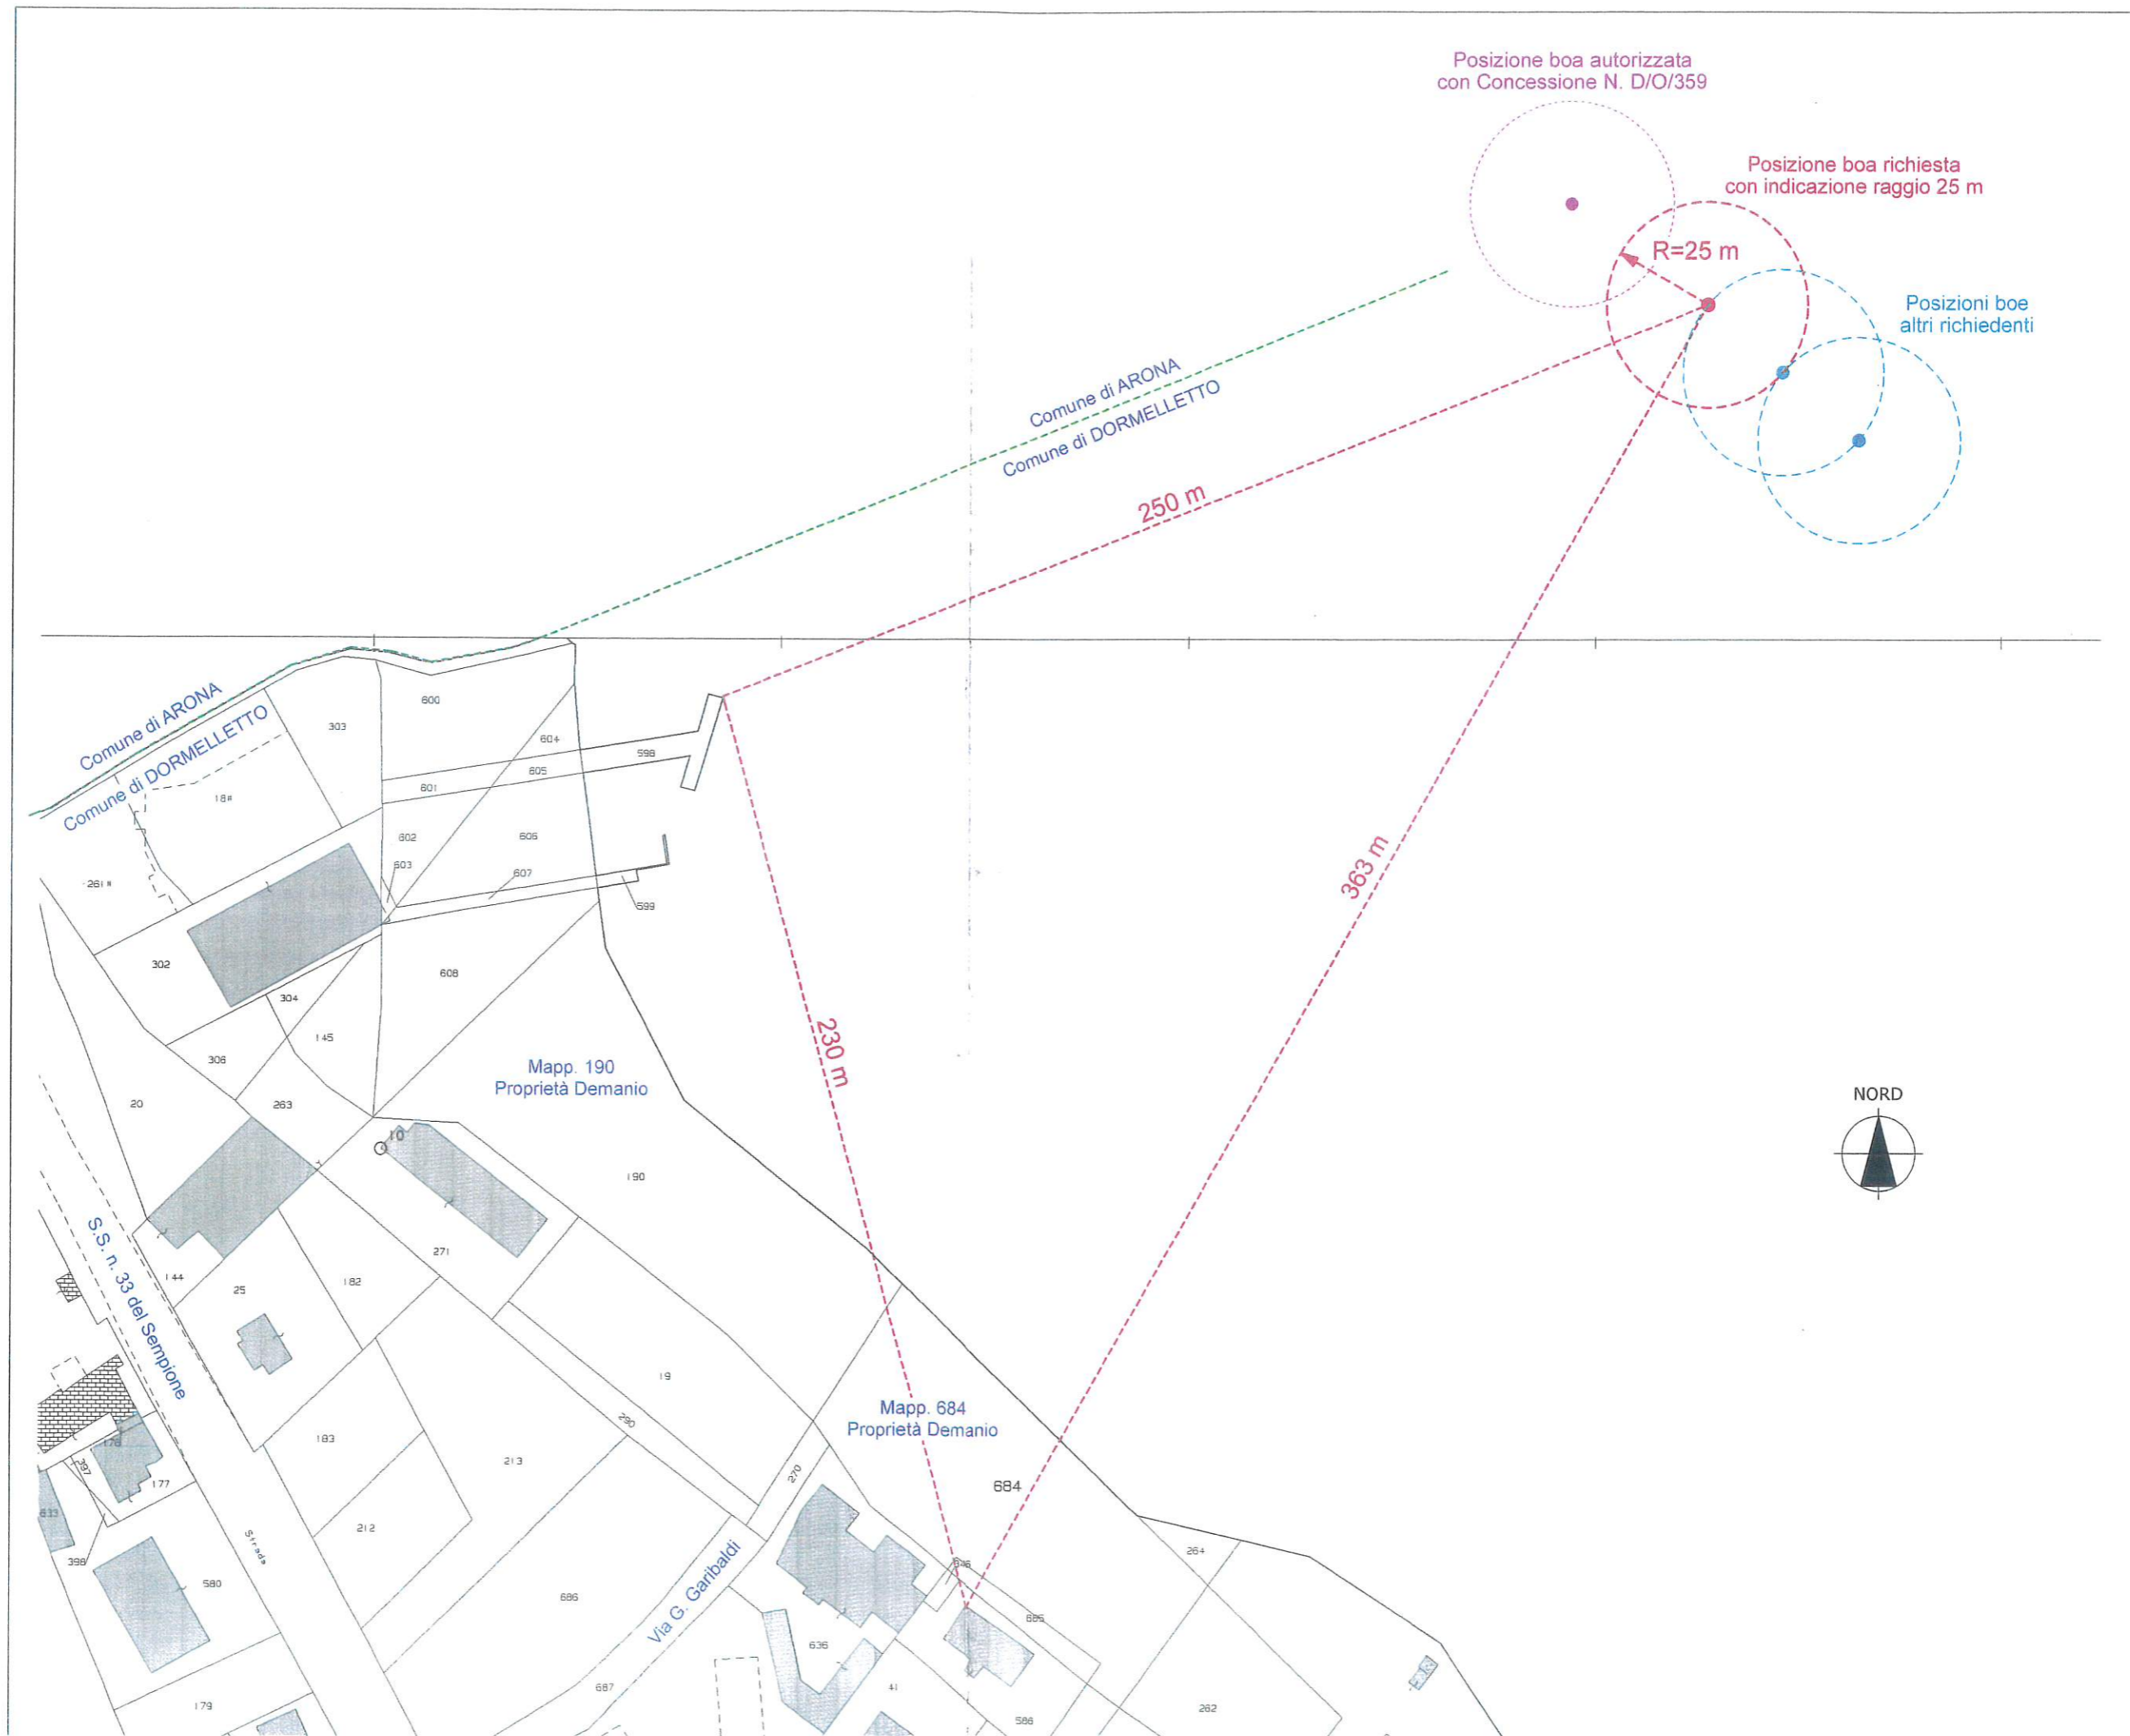 Posizione boa autorizzata
con Concessione N. D/O/359
Posizione boa richiesta
con indicazione raggio 25 m
R=25 m
Posizioni boe
altri richiedenti
Comune di ARONA
Comune di DORMELLETTO
250 m
363 m
230 m
Comune di ARONA
Comune di DORMELLETTO
600
303
604
598
605
601
18#
602
606
603
607
261#
599
302
608
304
145
306
Mapp. 190
Proprietà Demanio
NORD
20
263
10
190
S.S. n. 33 del Sempione
271
144
182
25
19
Mapp. 684
Proprietà Demanio
290
183
176
213
397
177
270
684
633
212
Strada
398
580
264
686
Via G. Garibaldi
685
636
687
41
179
262
586